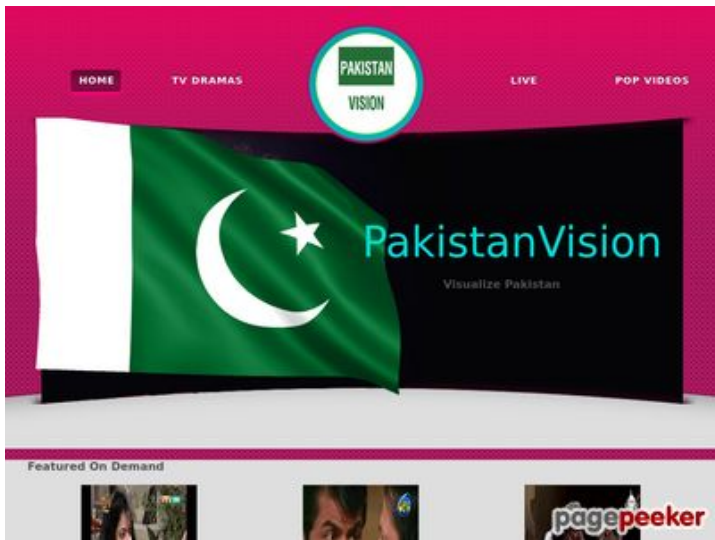 PAKISTAN
VISION
HOME
TV DRAMAS
LIVE
POP VIDEOS
PakistanVision
Visualize Pakistan
Featured On Demand
pagepeeker